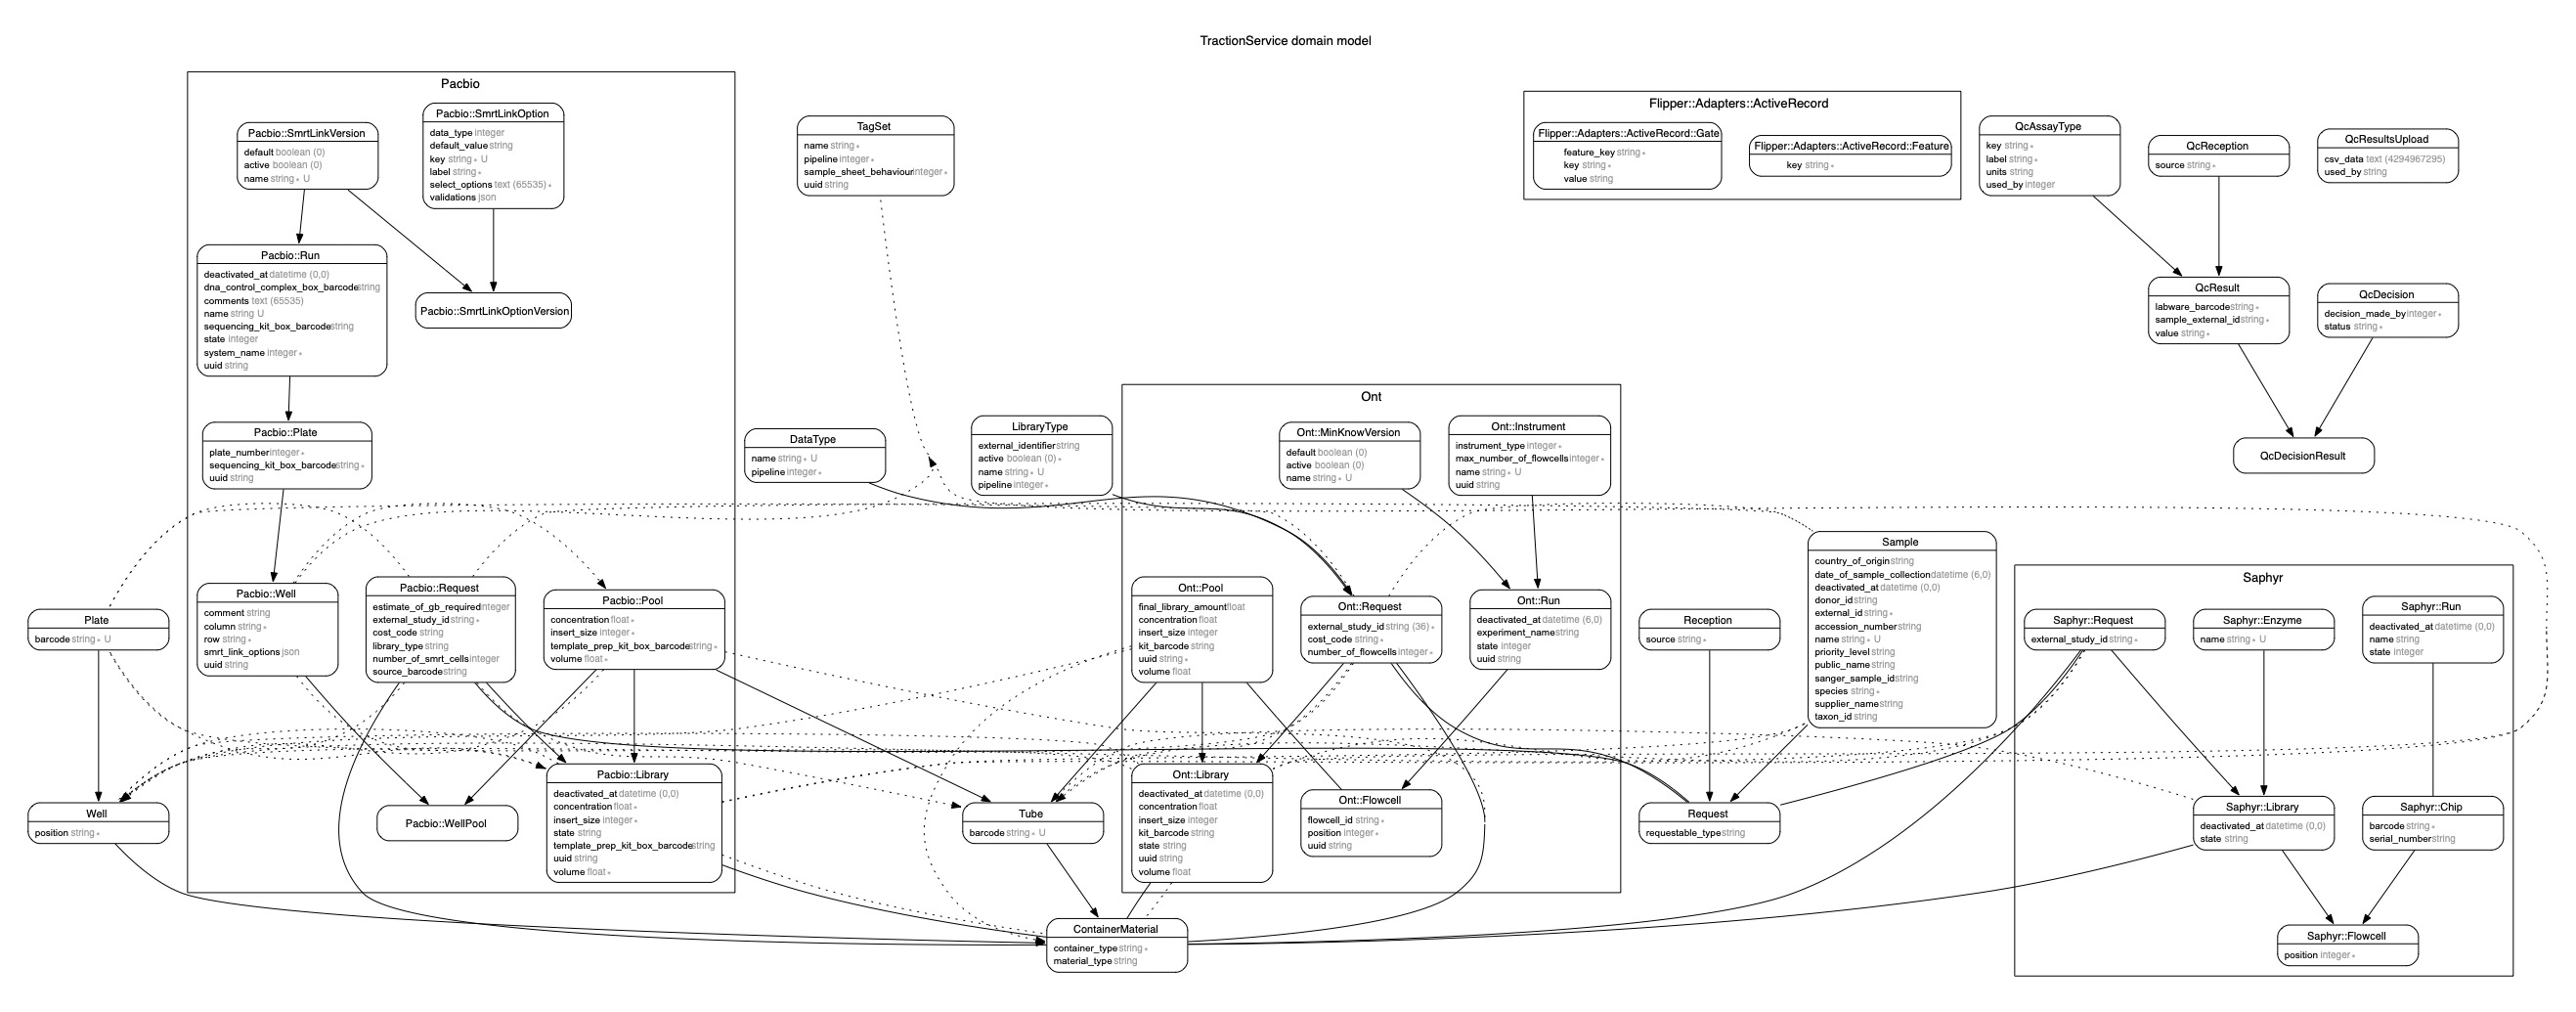 TractionService domain model
Pacbio
Pacbio::SmrtLinkVersion
default boolean (0)
active boolean (0)
name string ∗ U
Pacbio::SmrtLinkOption
data_type integer
default_value string
key string ∗ U
label string ∗
select_options text (65535) ∗
validations json
Pacbio::Run
deactivated_at datetime (0,0)
dna_control_complex_box_barcode string
comments text (65535)
name string U
sequencing_kit_box_barcode string
state integer
system_name integer ∗
uuid string
Pacbio::SmrtLinkOptionVersion
Pacbio::Plate
plate_number integer ∗
sequencing_kit_box_barcode string ∗
uuid string
Pacbio::Well
comment string
column string ∗
row string ∗
smrt_link_options json
uuid string
Pacbio::Request
estimate_of_gb_required integer
external_study_id string ∗
cost_code string
library_type string
number_of_smrt_cells integer
source_barcode string
Pacbio::Pool
concentration float ∗
insert_size integer ∗
template_prep_kit_box_barcode string ∗
volume float ∗
Pacbio::WellPool
Pacbio::Library
deactivated_at datetime (0,0)
concentration float ∗
insert_size integer ∗
state string
template_prep_kit_box_barcode string
uuid string
volume float ∗
Plate
barcode string ∗ U
Well
position string ∗
TagSet
name string ∗
pipeline integer ∗
sample_sheet_behaviour integer ∗
uuid string
DataType
name string ∗ U
pipeline integer ∗
LibraryType
external_identifier string
active boolean (0) ∗
name string ∗ U
pipeline integer ∗
Tube
barcode string ∗ U
ContainerMaterial
container_type string ∗
material_type string
Ont
Ont::MinKnowVersion
default boolean (0)
active boolean (0)
name string ∗ U
Ont::Instrument
instrument_type integer ∗
max_number_of_flowcells integer ∗
name string ∗ U
uuid string
Ont::Pool
final_library_amount float
concentration float
insert_size integer
kit_barcode string
uuid string ∗
volume float
Ont::Request
external_study_id string (36) ∗
cost_code string ∗
number_of_flowcells integer ∗
Ont::Run
deactivated_at datetime (6,0)
experiment_name string
state integer
uuid string
Ont::Library
deactivated_at datetime (0,0)
concentration float
insert_size integer
kit_barcode string
state string
uuid string
volume float
Ont::Flowcell
flowcell_id string ∗
position integer ∗
uuid string
Flipper::Adapters::ActiveRecord
Flipper::Adapters::ActiveRecord::Gate
feature_key string ∗
key string ∗
value string
Flipper::Adapters::ActiveRecord::Feature
key string ∗
QcAssayType
key string ∗
label string ∗
units string
used_by integer
QcReception
source string ∗
QcResultsUpload
csv_data text (4294967295)
used_by string
QcResult
labware_barcode string ∗
sample_external_id string ∗
value string ∗
QcDecision
decision_made_by integer ∗
status string ∗
QcDecisionResult
Reception
source string ∗
Request
requestable_type string
Sample
country_of_origin string
date_of_sample_collection datetime (6,0)
deactivated_at datetime (0,0)
donor_id string
external_id string ∗
accession_number string
name string ∗ U
priority_level string
public_name string
sanger_sample_id string
species string ∗
supplier_name string
taxon_id string
Saphyr
Saphyr::Request
external_study_id string ∗
Saphyr::Enzyme
name string ∗ U
Saphyr::Run
deactivated_at datetime (0,0)
name string
state integer
Saphyr::Library
deactivated_at datetime (0,0)
state string
Saphyr::Chip
barcode string ∗
serial_number string
Saphyr::Flowcell
position integer ∗